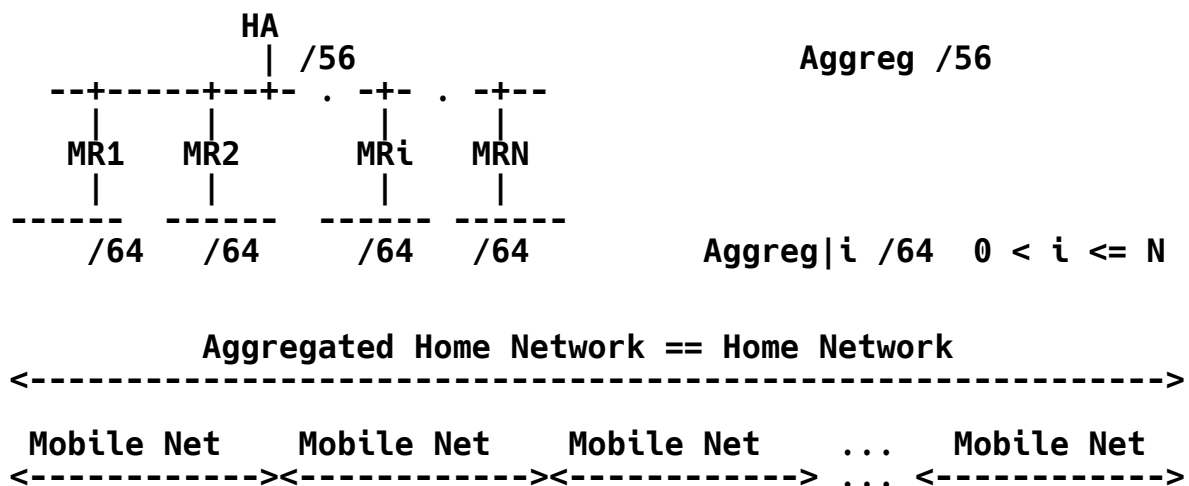 HA
| /56 Aggreg /56
--+-----+--+- . -+- . -+--
| | | |
MR1 MR2 MRi MRN
| | | |
------ ------ ------ ------
/64 /64 /64 /64 Aggreg|i /64 0 < i <= N
Aggregated Home Network == Home Network
<----------------------------------------------------------->
Mobile Net Mobile Net Mobile Net ... Mobile Net
<------------><------------><------------> ... <------------>